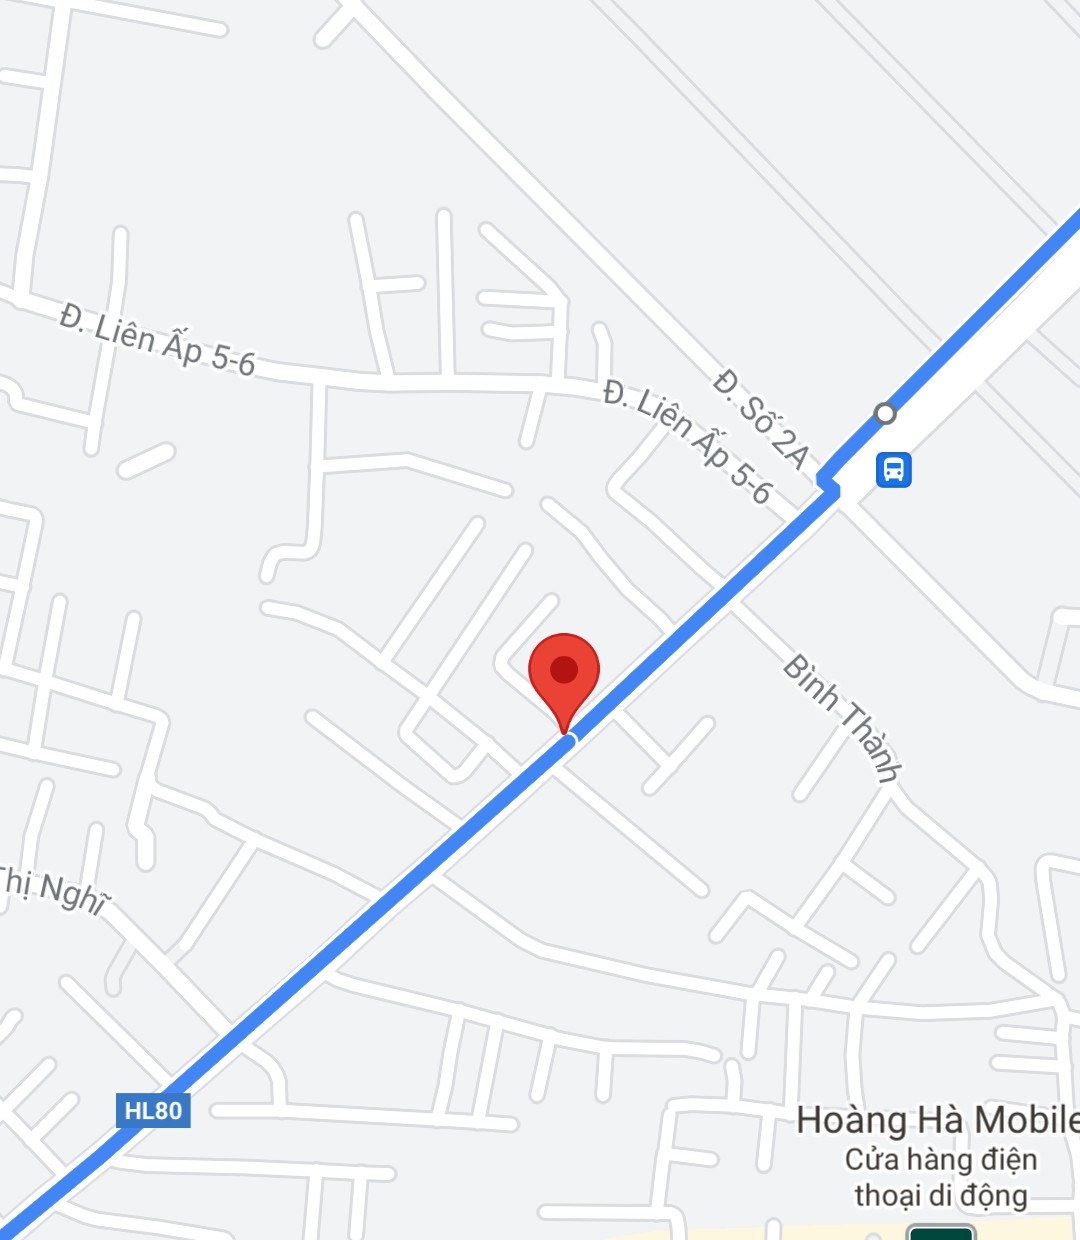 Đ. Liên Ấp 5-6
Đ. Số 2A
Đ. Liên Ấp 5-6
Bình Thành
Thị Nghĩ
HL80
Hoàng Hà Mobile
Cửa hàng điện
thoại di động